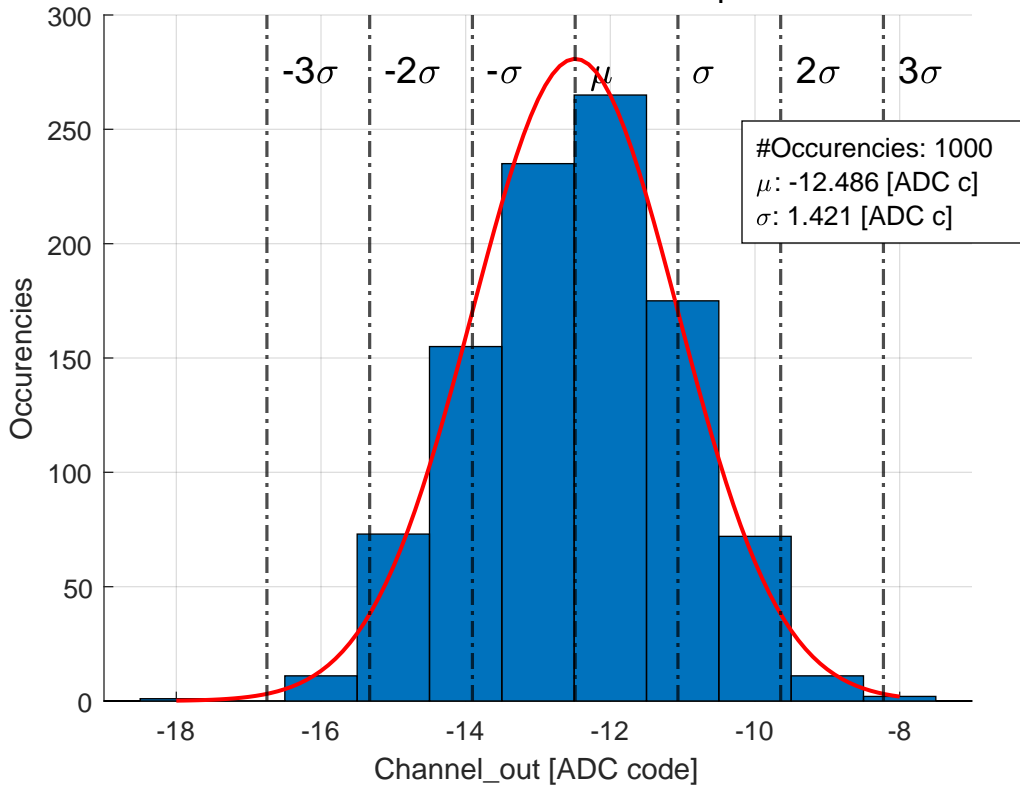 300
250
200
150
100
50
0
-3σ
-2σ
-σ
μ
σ
2σ
3σ
#Occurencies: 1000
μ: -12.486 [ADC c]
σ: 1.421 [ADC c]
Occurencies
-18
-16
-14
-12
-10
-8
Channel_out [ADC code]